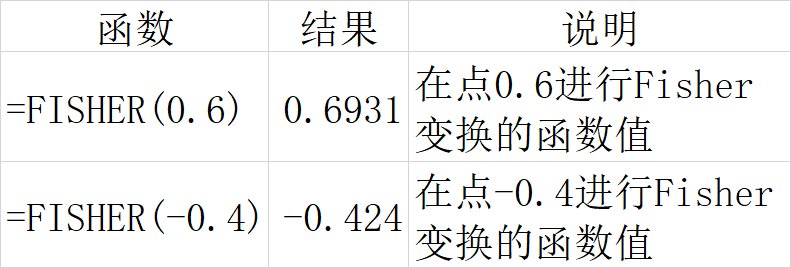 函数 结果 说明
=FISHER(0.6) 0.6931 在点0.6进行Fisher
变换的函数值
=FISHER(-0.4) -0.424 在点-0.4进行Fisher
变换的函数值